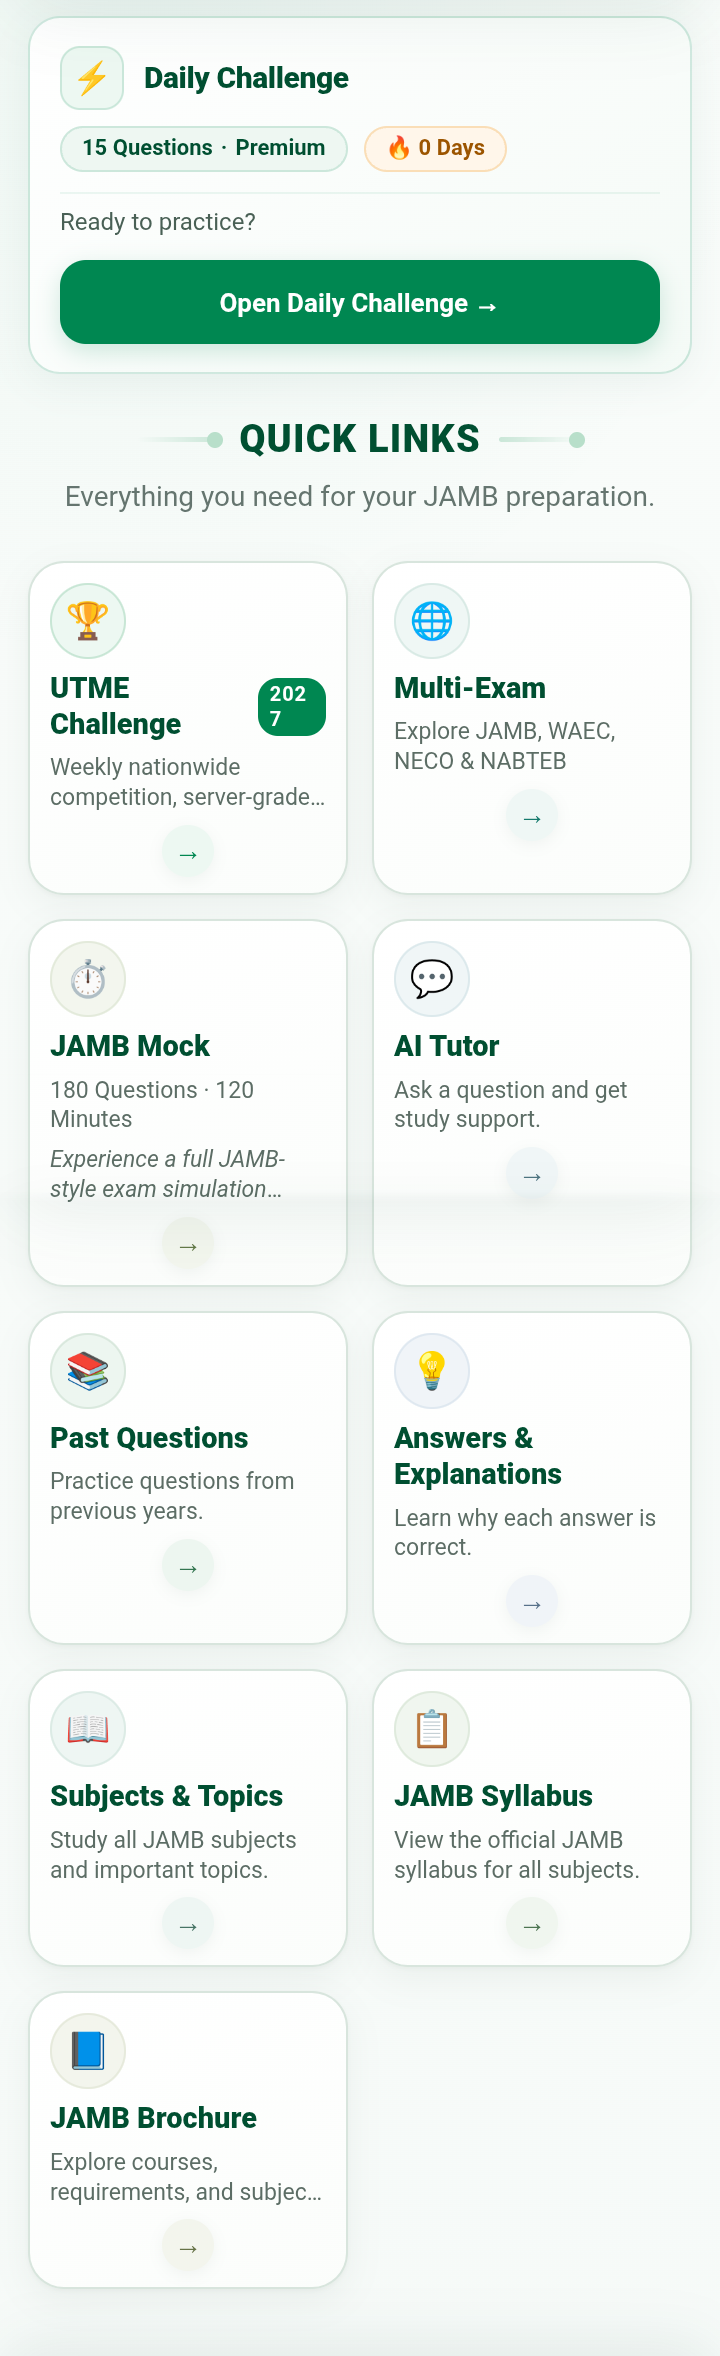 Daily Challenge
15 Questions · Premium
0 Days
Ready to practice?
Open Daily Challenge →
QUICK LINKS
Everything you need for your JAMB preparation.
UTME
Challenge
202
7
Weekly nationwide
competition, server-grade...
→
Multi-Exam
Explore JAMB, WAEC,
NECO & NABTEB
→
JAMB Mock
180 Questions · 120
Minutes
Experience a full JAMB-
style exam simulation...
→
AI Tutor
Ask a question and get
study support.
→
Past Questions
Practice questions from
previous years.
→
Answers &
Explanations
Learn why each answer is
correct.
→
Subjects & Topics
Study all JAMB subjects
and important topics.
→
JAMB Syllabus
View the official JAMB
syllabus for all subjects.
→
JAMB Brochure
Explore courses,
requirements, and subjec...
→